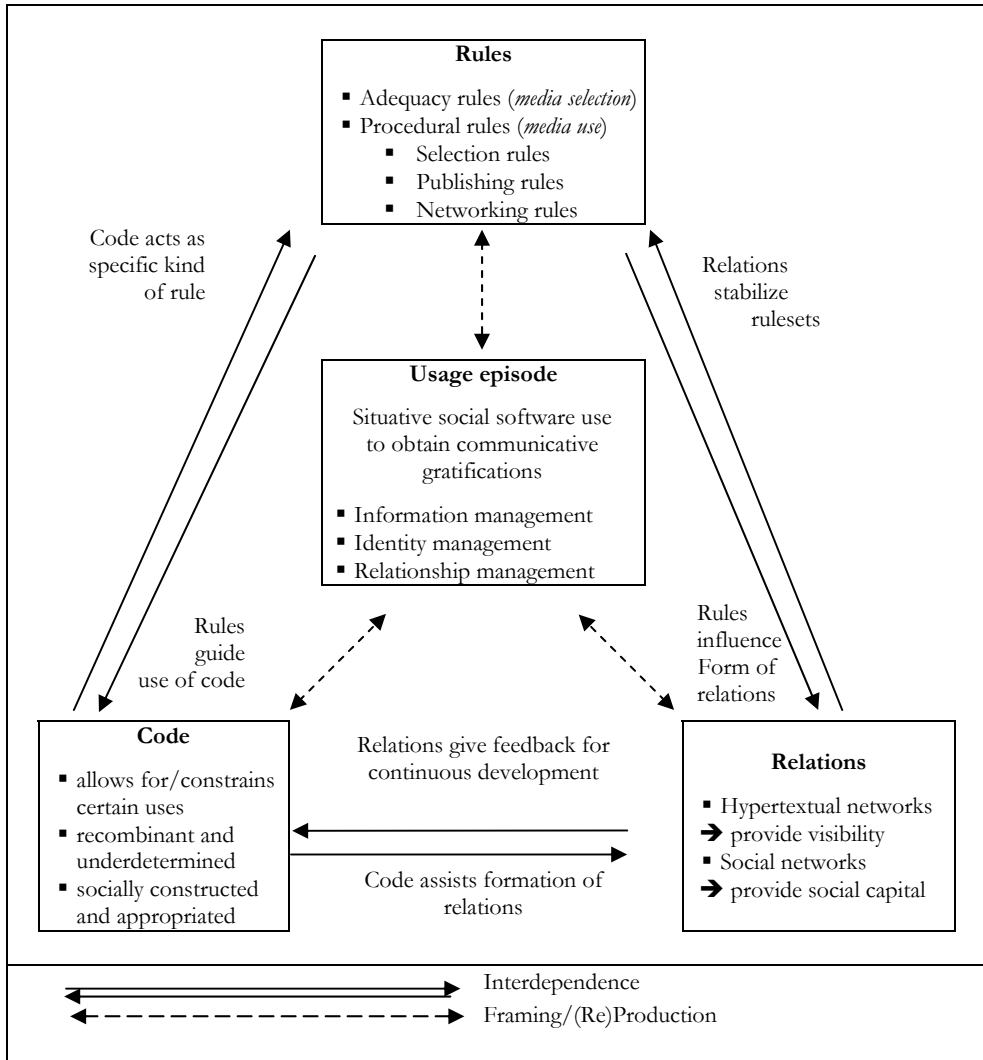 Rules
▪ Adequacy rules (media selection)
▪ Procedural rules (media use)
▪ Selection rules
▪ Publishing rules
▪ Networking rules
Code acts as
specific kind
of rule
Relations
stabilize
rulesets
Usage episode
Situative social software use
to obtain communicative
gratifications
▪ Information management
▪ Identity management
▪ Relationship management
Rules
guide
use of code
Rules
influence
Form of
relations
Code
▪ allows for/constrains
certain uses
▪ recombinant and
underdetermined
▪ socially constructed
and appropriated
Relations give feedback for
continuous development
Code assists formation of
relations
Relations
▪ Hypertextual networks
➔ provide visibility
▪ Social networks
➔ provide social capital
Interdependence
Framing/(Re)Production